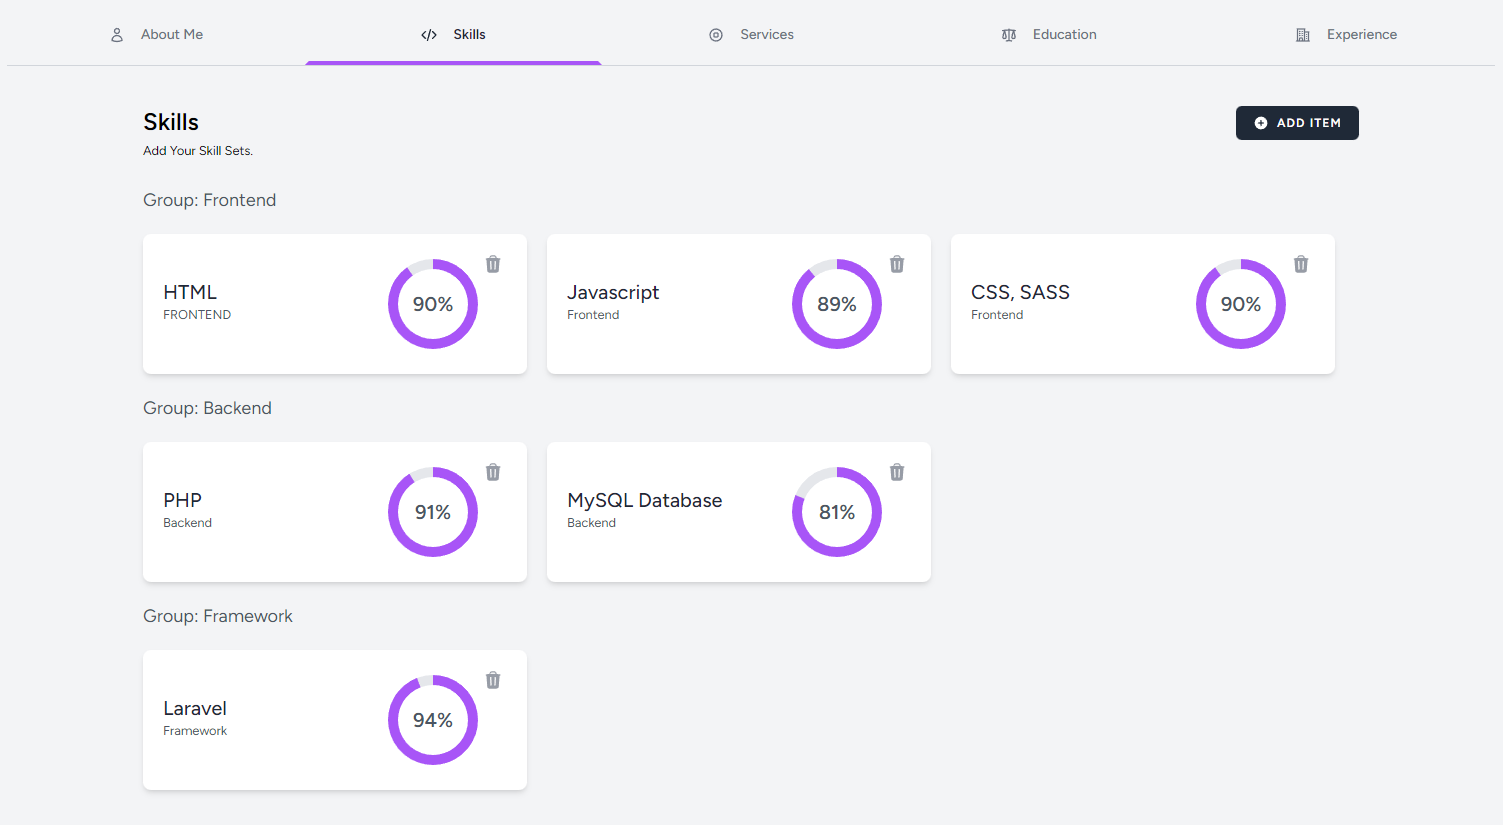 About Me
Skills
Services
Education
Experience
Skills
ADD ITEM
Add Your Skill Sets.
Group: Frontend
HTML
FRONTEND
90%
Javascript
Frontend
89%
CSS, SASS
Frontend
90%
Group: Backend
PHP
Backend
91%
MySQL Database
Backend
81%
Group: Framework
Laravel
Framework
94%